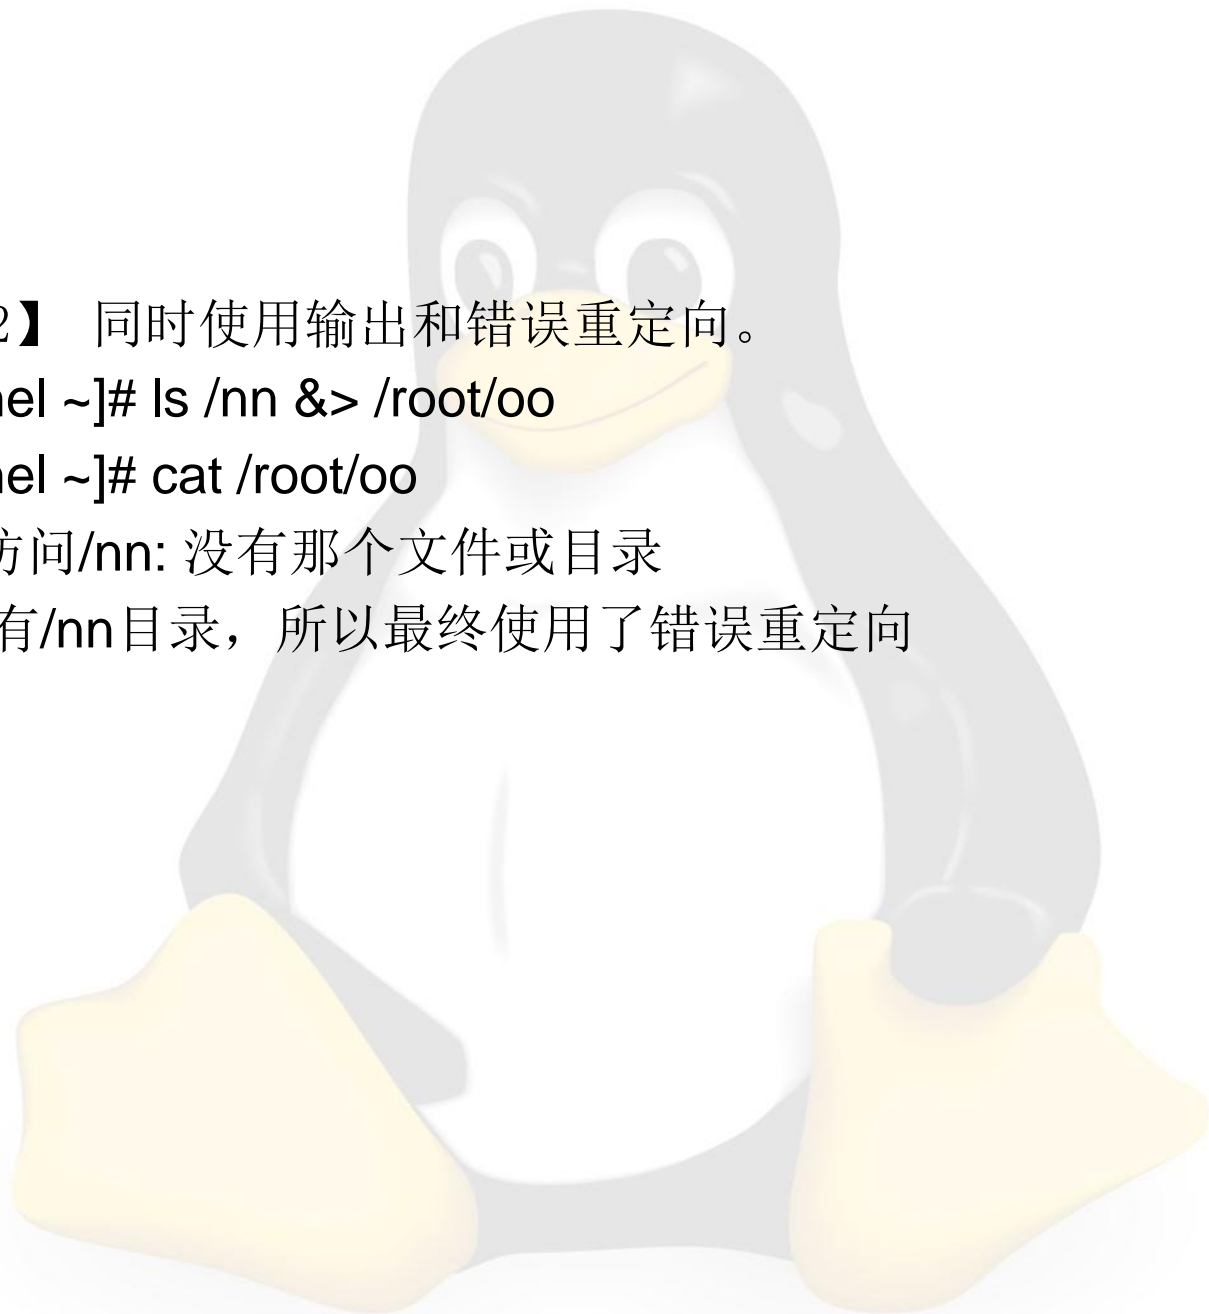 2】 同时使用输出和错误重定向。
el ~]# ls /nn &> /root/oo
el ~]# cat /root/oo
访问/nn: 没有那个文件或目录
有/nn目录，所以最终使用了错误重定向